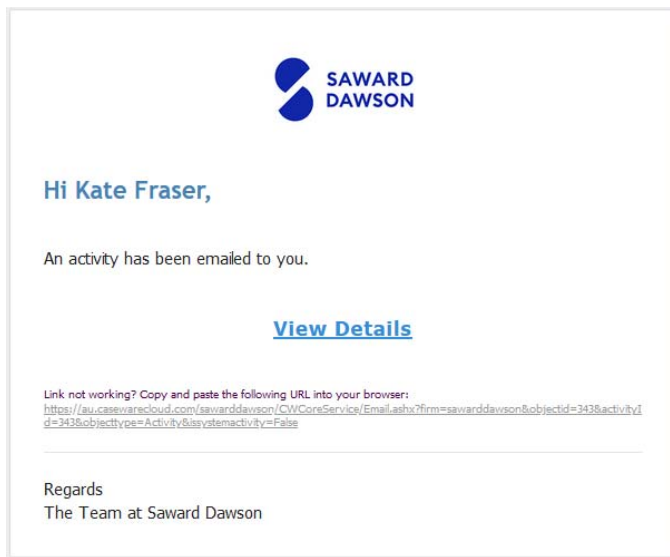 SAWARD
DAWSON
Hi Kate Fraser,
An activity has been emailed to you.
View Details
Link not working? Copy and paste the following URL into your browser:
https://au.casewarecloud.com/sawarddawson/CWCoreService/Email.ashx?firm=sawarddawson&objectid=343&activityI
d=343&objecttype=Activity&issystemactivity=False
Regards
The Team at Saward Dawson